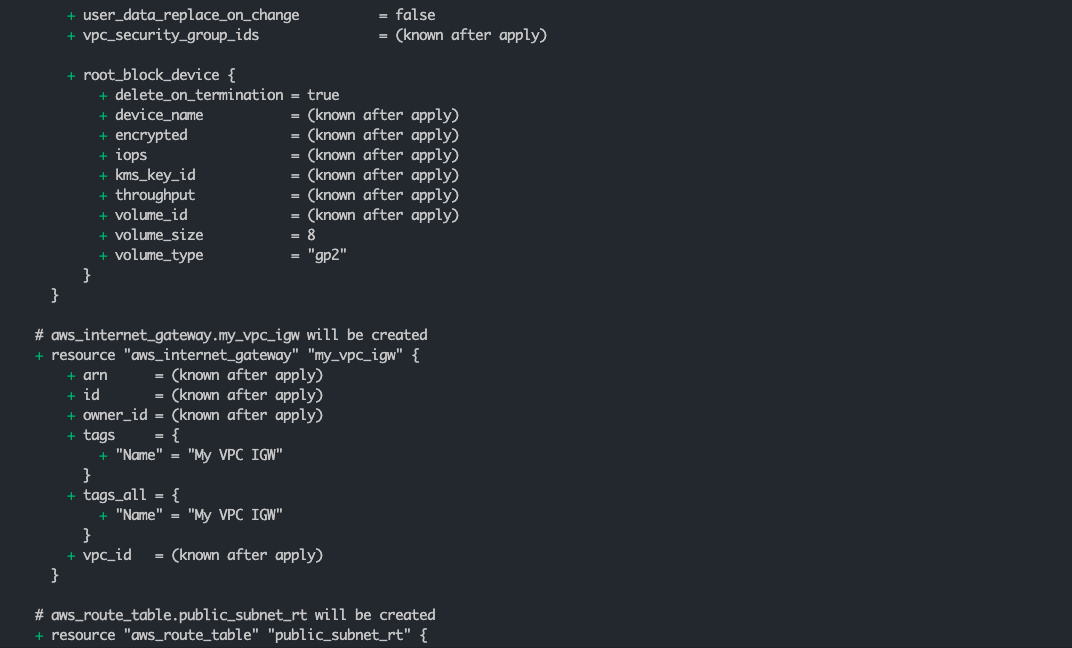 + user_data_replace_on_change          = false
+ vpc_security_group_ids               = (known after apply)
+ root_block_device {
+ delete_on_termination = true
+ device_name           = (known after apply)
+ encrypted             = (known after apply)
+ iops                  = (known after apply)
+ kms_key_id            = (known after apply)
+ throughput            = (known after apply)
+ volume_id             = (known after apply)
+ volume_size           = 8
+ volume_type           = "gp2"
}
}
# aws_internet_gateway.my_vpc_igw will be created
+ resource "aws_internet_gateway" "my_vpc_igw" {
+ arn      = (known after apply)
+ id       = (known after apply)
+ owner_id = (known after apply)
+ tags     = {
+ "Name" = "My VPC IGW"
}
+ tags_all = {
+ "Name" = "My VPC IGW"
}
+ vpc_id   = (known after apply)
}
# aws_route_table.public_subnet_rt will be created
+ resource "aws_route_table" "public_subnet_rt" {